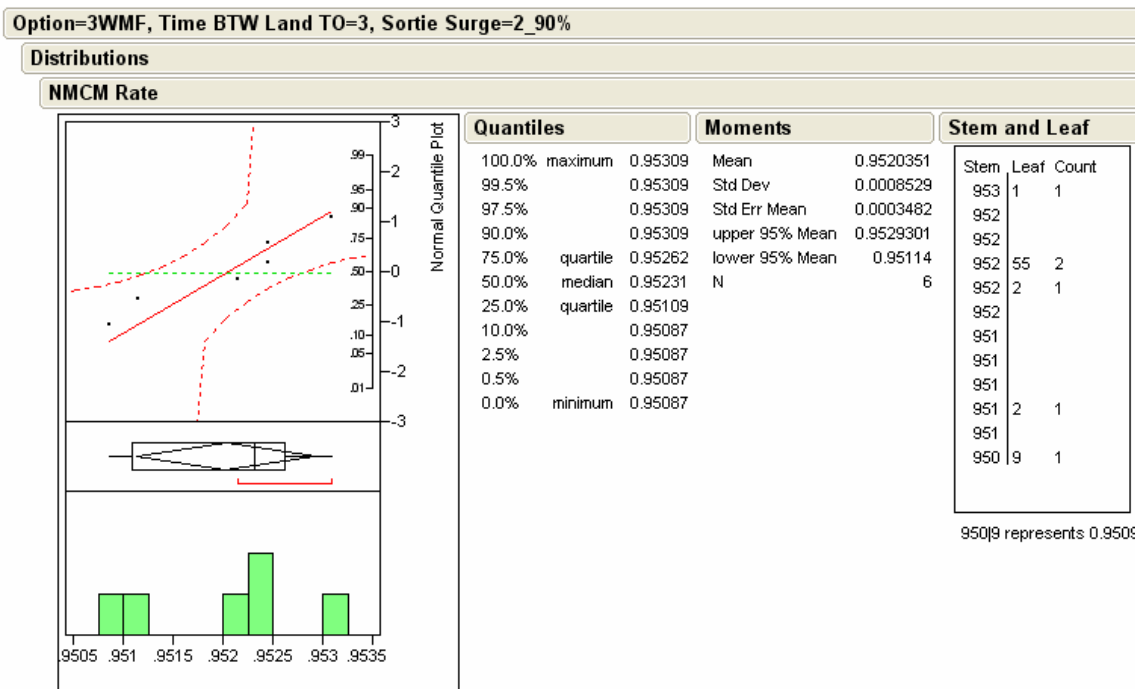 Option=3WMF, Time BTW Land TO=3, Sortie Surge=2_90%
Distributions
NMCM Rate
3
.99
2
.95
.90
1
.75
.50
0
.25
-1
.10
.05
-2
.01
-3
Normal Quantile Plot
.9505 .951 .9515 .952 .9525 .953 .9535
Quantiles
100.0% maximum 0.95309
99.5% 0.95309
97.5% 0.95309
90.0% 0.95309
75.0% quartile 0.95262
50.0% median 0.95231
25.0% quartile 0.95109
10.0% 0.95087
2.5% 0.95087
0.5% 0.95087
0.0% minimum 0.95087
Moments
Mean 0.9520351
Std Dev 0.0008529
Std Err Mean 0.0003482
upper 95% Mean 0.9529301
lower 95% Mean 0.95114
N 6
Stem and Leaf
Stem Leaf Count
953 1 1
952
952
952 55 2
952 2 1
952
951
951
951
951 2 1
951
950 9 1
950|9 represents 0.9509